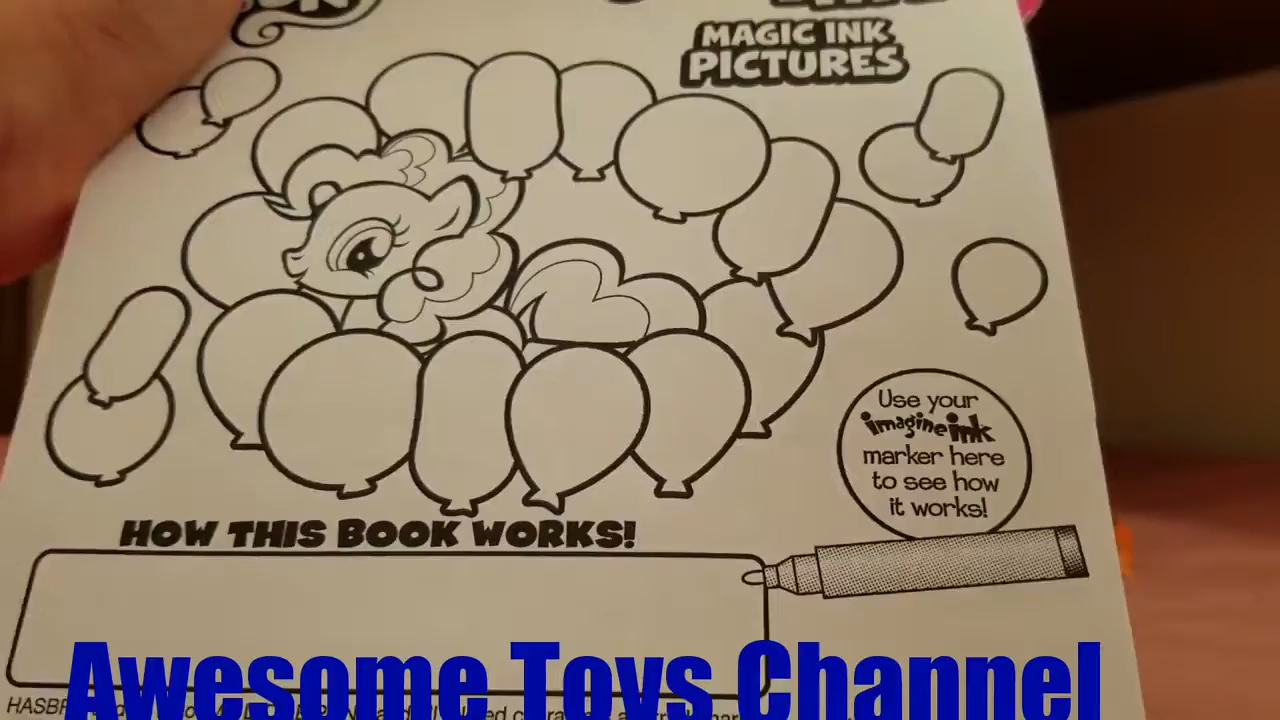 MAGIC INK
PICTURES
Use your
imagine ink
marker here
to see how
it works!
HOW THIS BOOK WORKS!
Awesome Toys Channel